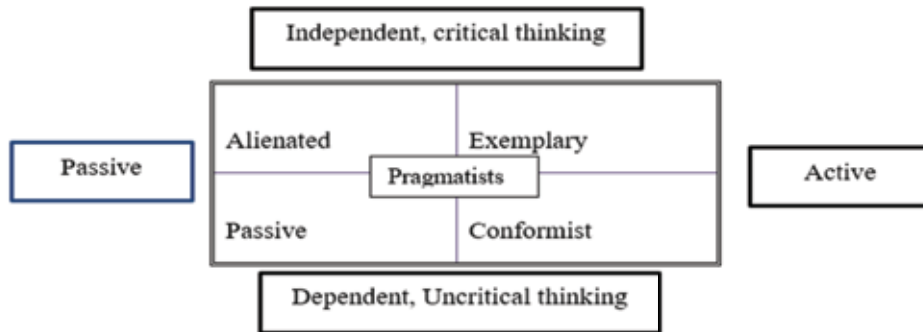 Independent, critical thinking
Alienated
Exemplary
Passive
Pragmatists
Active
Passive
Conformist
Dependent, Uncritical thinking